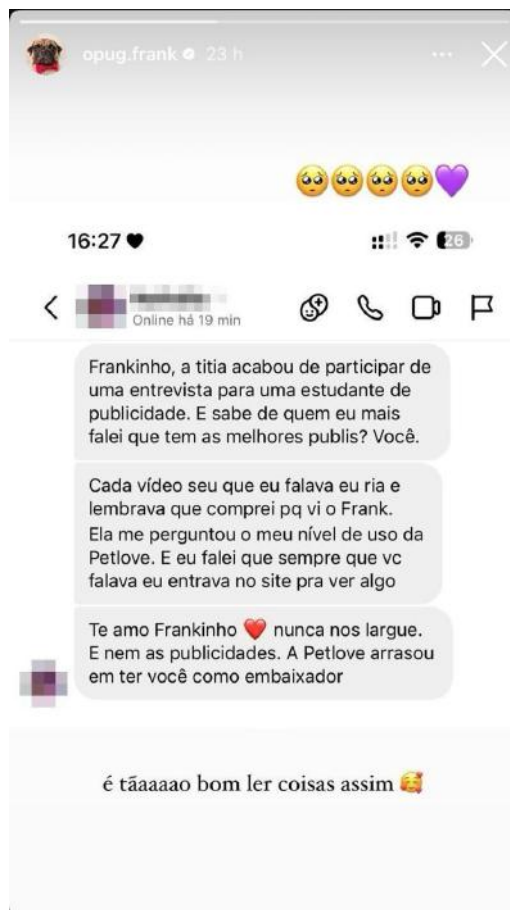 opug.frank 23 h
16:27
26
Online há 19 min
Frankinho, a titia acabou de participar de
uma entrevista para uma estudante de
publicidade. E sabe de quem eu mais
falei que tem as melhores publis? Você.
Cada vídeo seu que eu falava eu ria e
lembrava que comprei pq vi o Frank.
Ela me perguntou o meu nível de uso da
Petlove. E eu falei que sempre que vc
falava eu entrava no site pra ver algo
Te amo Frankinho ❤️ nunca nos largue.
E nem as publicidades. A Petlove arrasou
em ter você como embaixador
é tãaaaao bom ler coisas assim 🥰